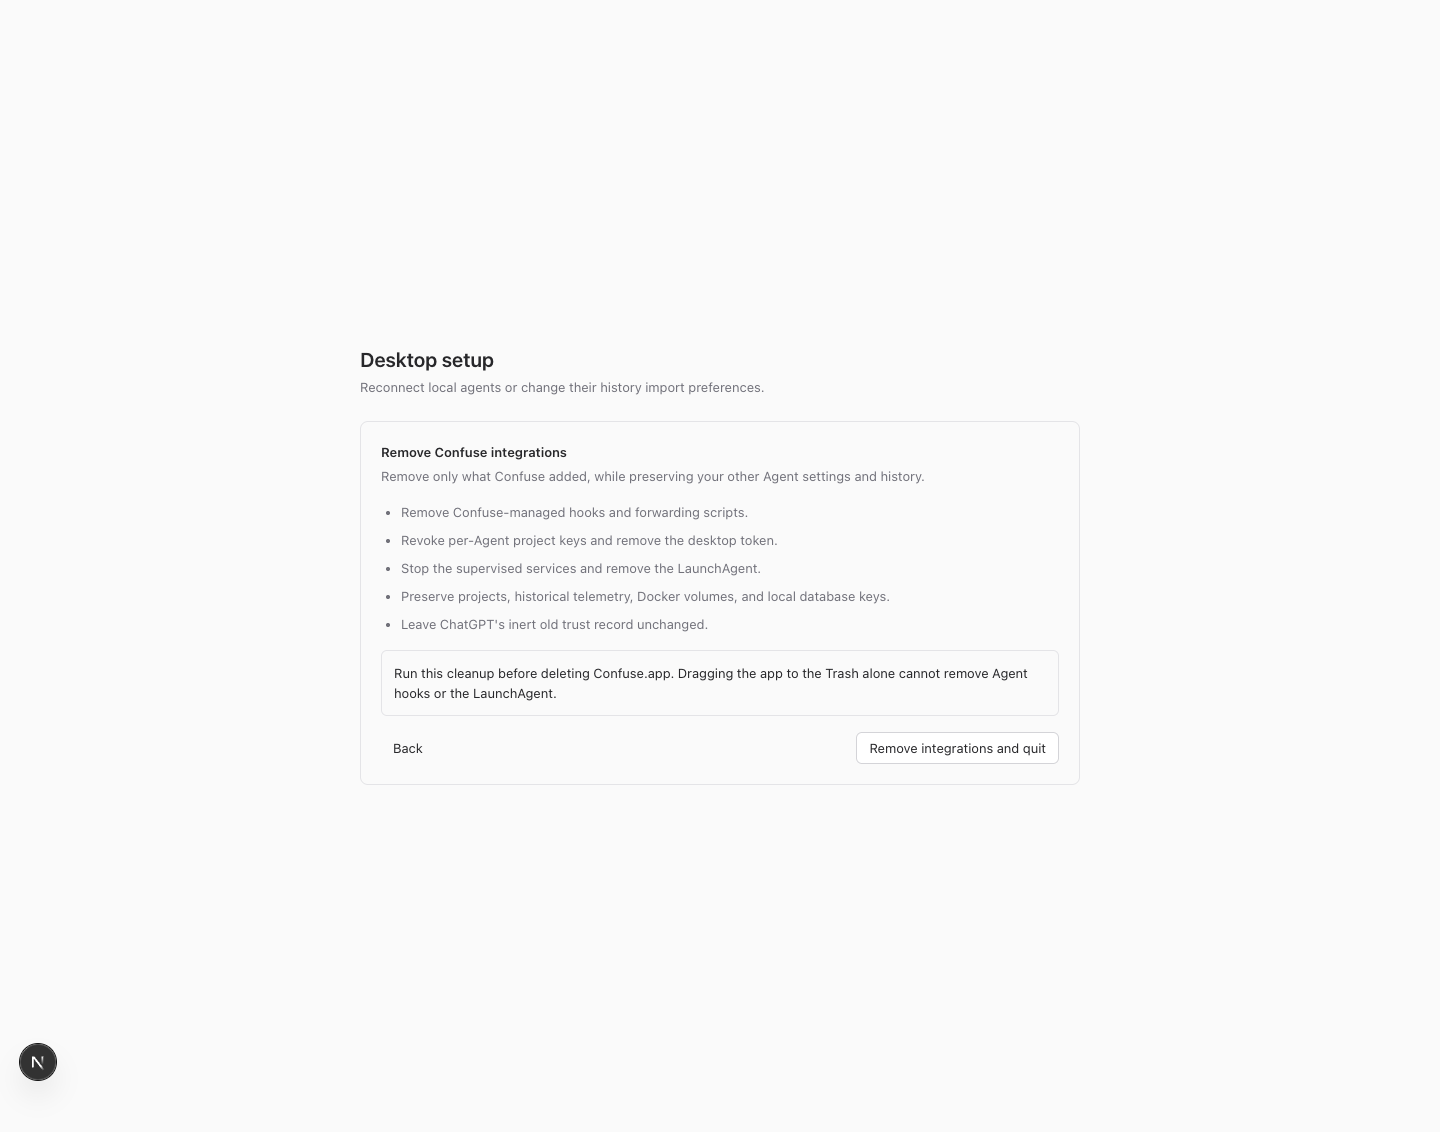 Desktop setup
Reconnect local agents or change their history import preferences.
Remove Confuse integrations
Remove only what Confuse added, while preserving your other Agent settings and history.
• Remove Confuse-managed hooks and forwarding scripts.
• Revoke per-Agent project keys and remove the desktop token.
• Stop the supervised services and remove the LaunchAgent.
• Preserve projects, historical telemetry, Docker volumes, and local database keys.
• Leave ChatGPT's inert old trust record unchanged.
Run this cleanup before deleting Confuse.app. Dragging the app to the Trash alone cannot remove Agent
hooks or the LaunchAgent.
Back
Remove integrations and quit
N